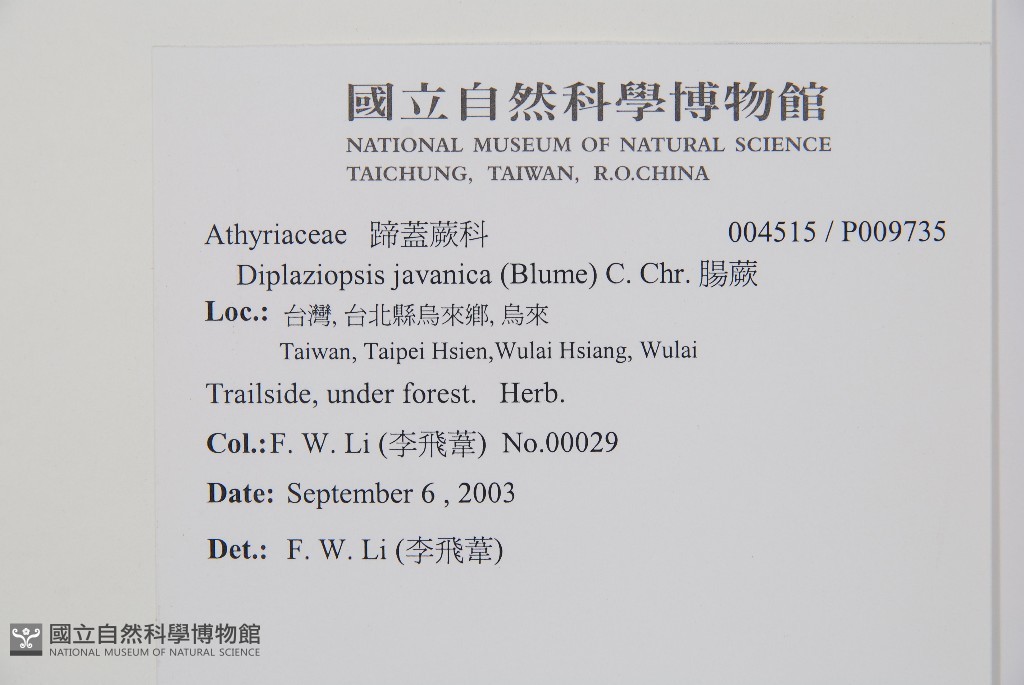 國立自然科學博物館
NATIONAL MUSEUM OF NATURAL SCIENCE
TAICHUNG, TAIWAN, R.O.CHINA
Athyriaceae 蹄蓋蕨科 004515 / P009735
Diplaziopsis javanica (Blume) C. Chr. 腸蕨
Loc.: 台灣, 台北縣烏來鄉, 烏來
Taiwan, Taipei Hsien,Wulai Hsiang, Wulai
Trailside, under forest. Herb.
Col.:F. W. Li (李飛葦) No.00029
Date: September 6 , 2003
Det.: F. W. Li (李飛葦)
國立自然科學博物館
NATIONAL MUSEUM OF NATURAL SCIENCE